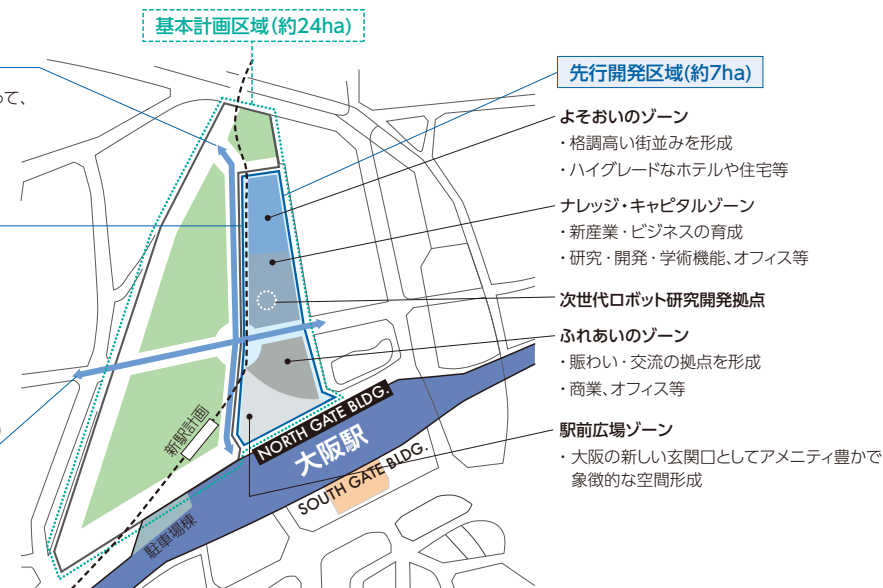 基本計画区域(約24ha)
先行開発区域(約7ha)
って、
よそおいのゾーン
・格調高い街並みを形成
・ハイグレードなホテルや住宅等
ナレッジ・キャピタルゾーン
・新産業・ビジネスの育成
・研究・開発・学術機能、オフィス等
次世代ロボット研究開発拠点
ふれあいのゾーン
・賑わい・交流の拠点を形成
・商業、オフィス等
駅前広場ゾーン
・大阪の新しい玄関口としてアメニティ豊かで
象徴的な空間形成
新駅計画
NORTH GATE BLDG.
大阪駅
SOUTH GATE BLDG.
駐車場棟